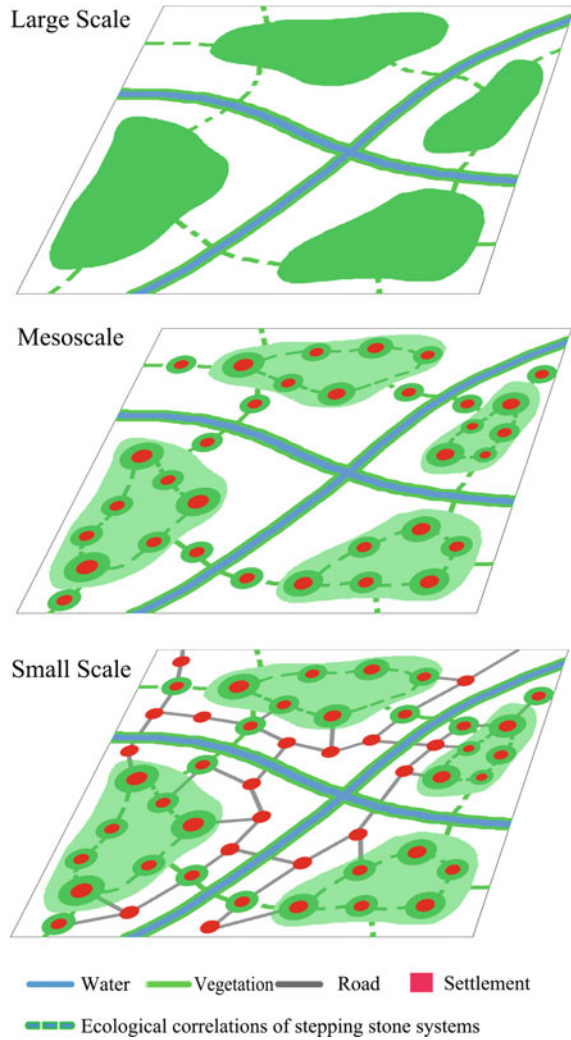 Large Scale
Mesoscale
Small Scale
Water Vegetation Road Settlement
Ecological correlations of stepping stone systems